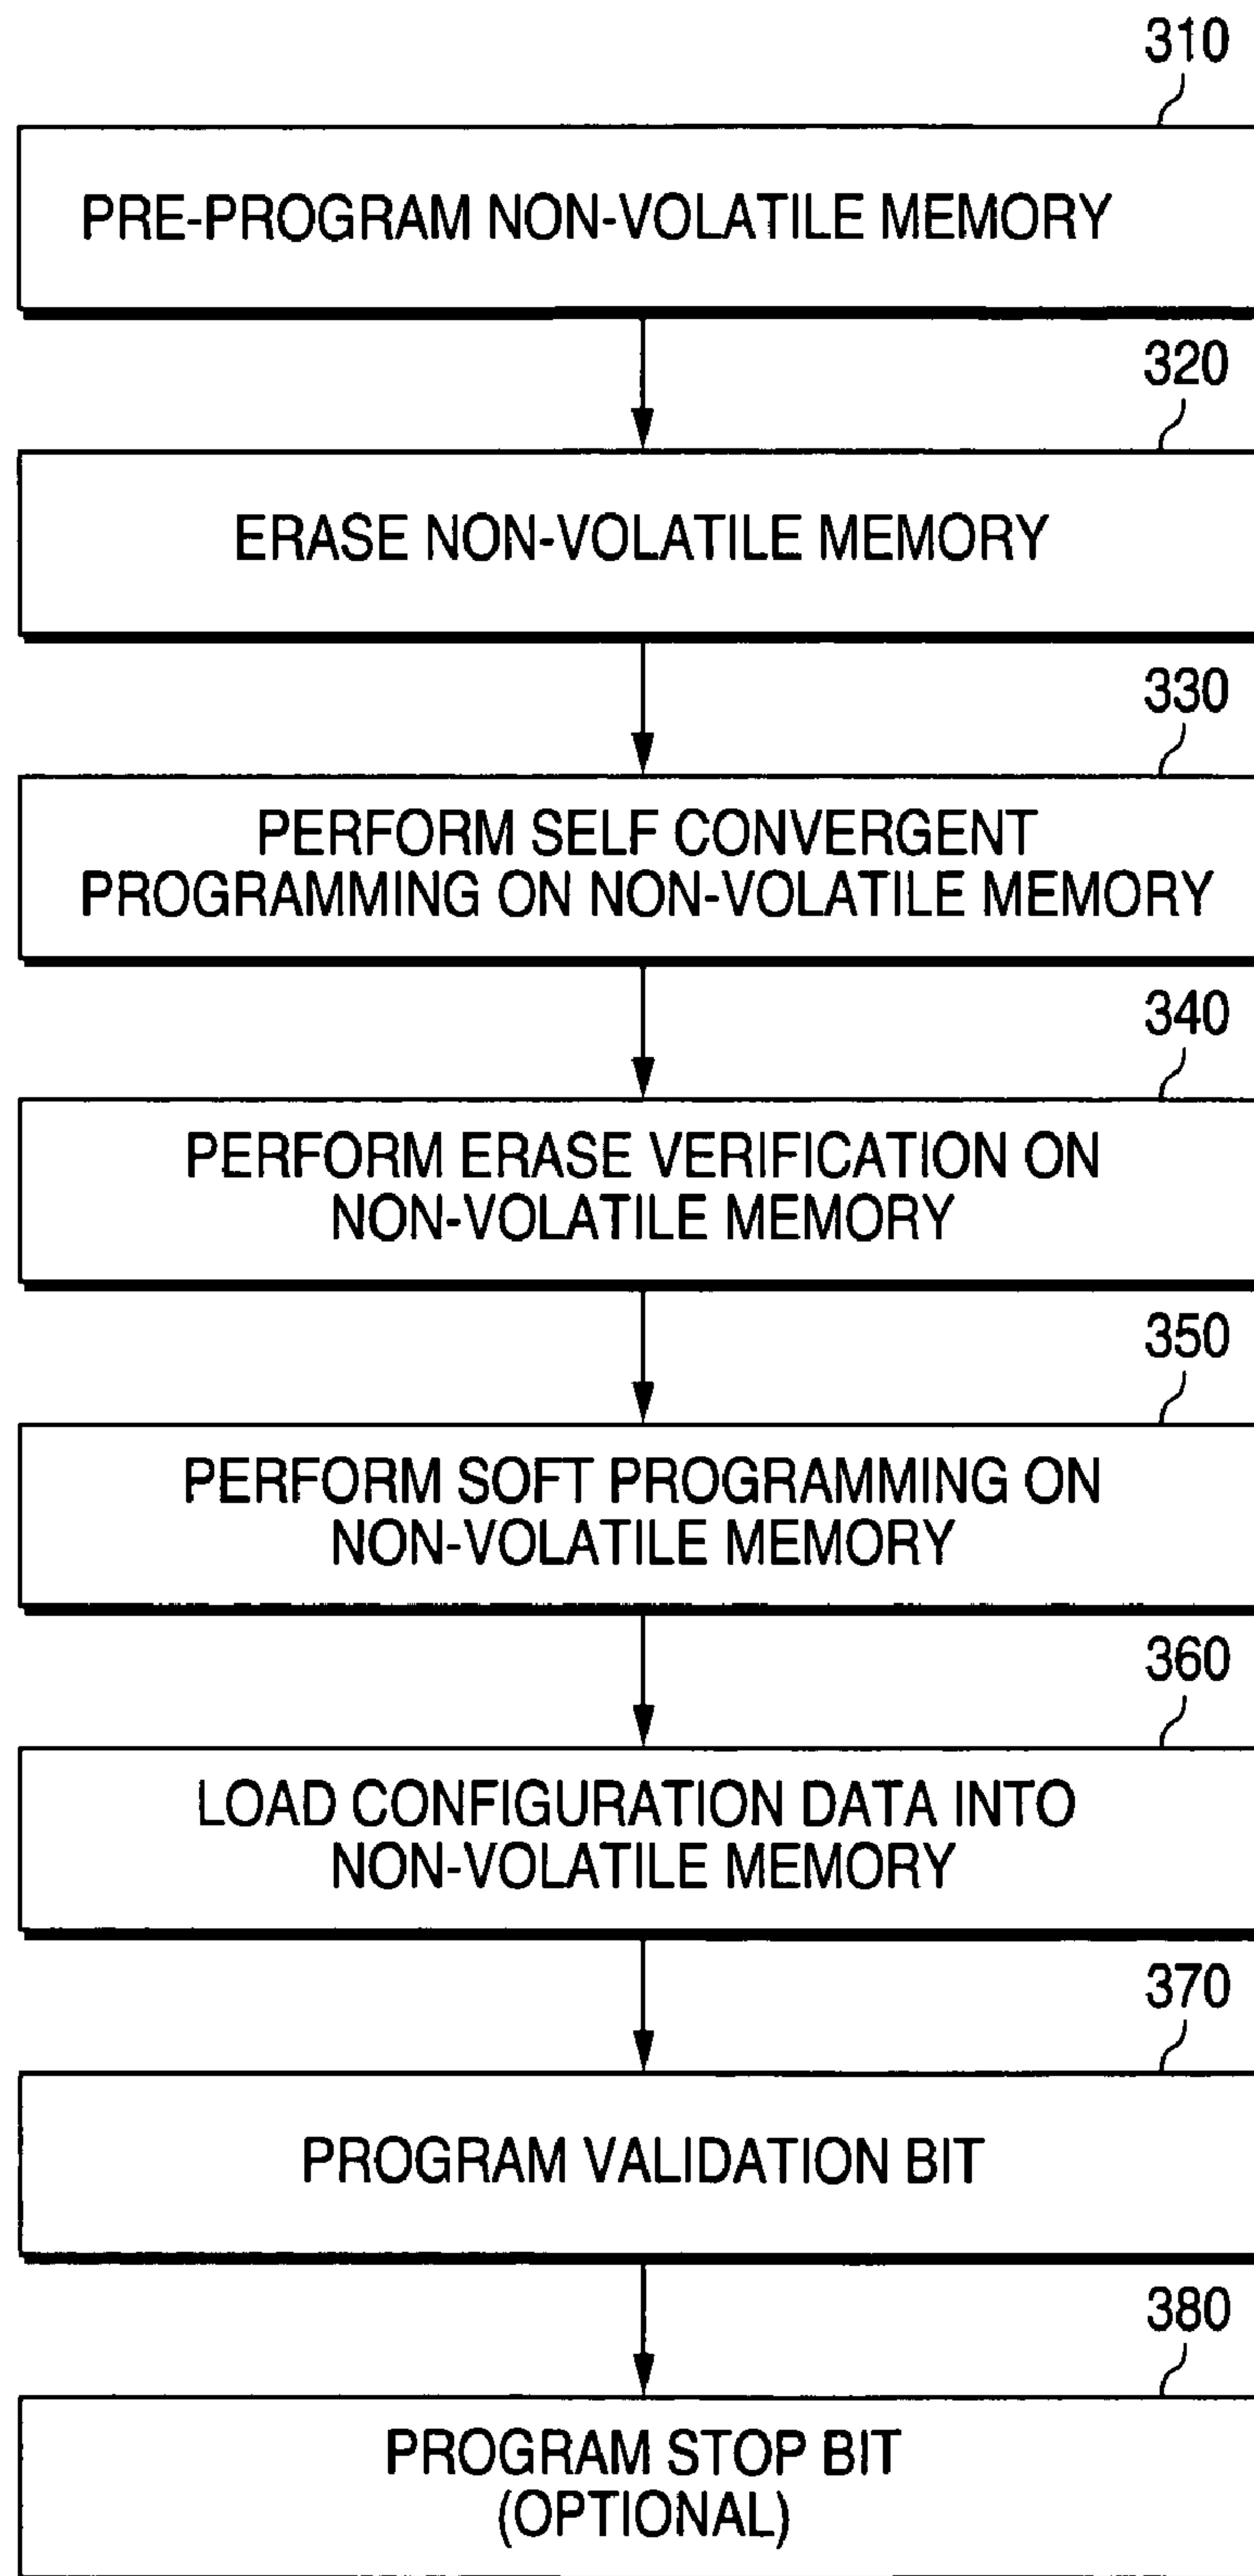 310
PRE-PROGRAM NON-VOLATILE MEMORY
320
ERASE NON-VOLATILE MEMORY
330
PERFORM SELF CONVERGENT
PROGRAMMING ON NON-VOLATILE MEMORY
340
PERFORM ERASE VERIFICATION ON
NON-VOLATILE MEMORY
350
PERFORM SOFT PROGRAMMING ON
NON-VOLATILE MEMORY
360
LOAD CONFIGURATION DATA INTO
NON-VOLATILE MEMORY
370
PROGRAM VALIDATION BIT
380
PROGRAM STOP BIT
(OPTIONAL)